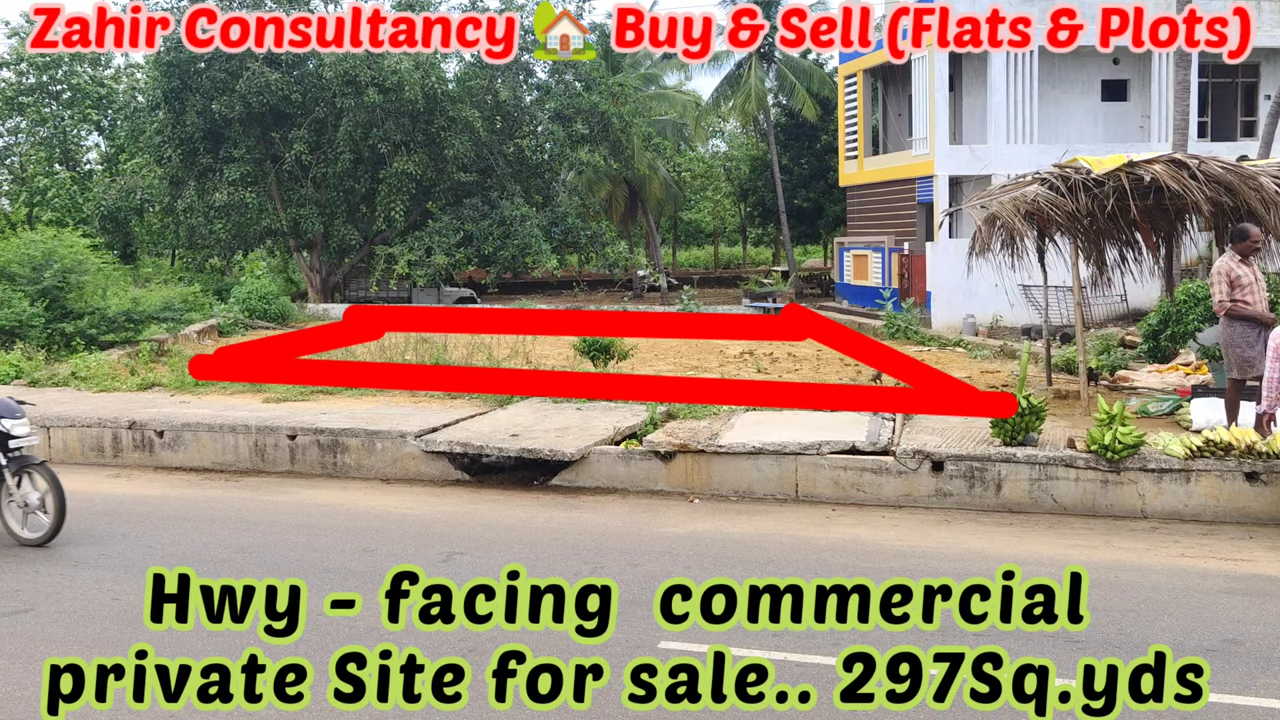 Zahir Consultancy 🏡 Buy & Sell (Flats & Plots)
Hwy - facing commercial
private Site for sale.. 297Sq.yds